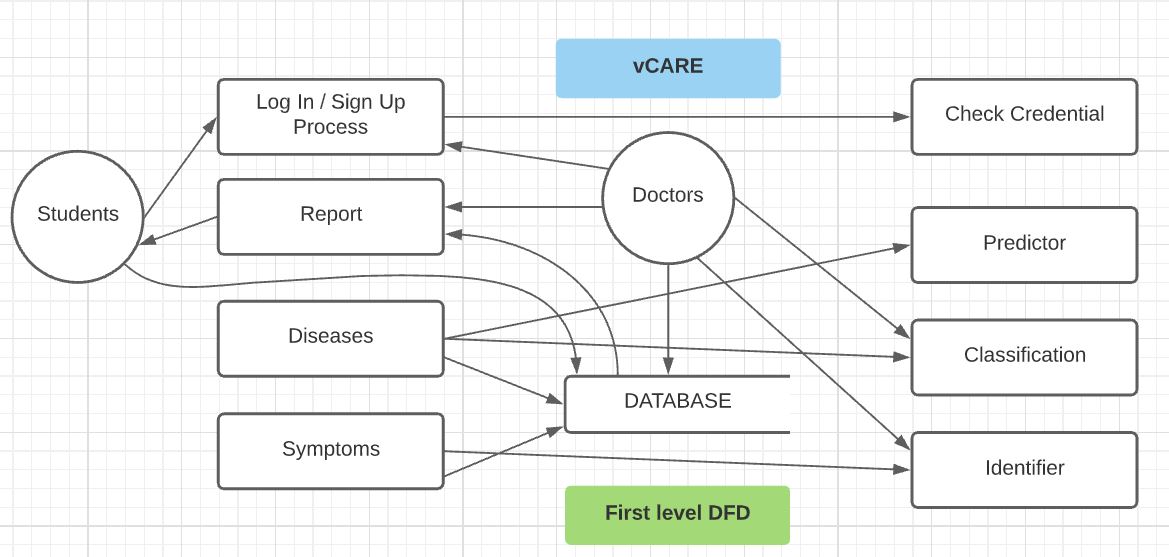 vCARE
Log In / Sign Up
Process
Check Credential
Students
Doctors
Report
Predictor
Diseases
Classification
DATABASE
Symptoms
Identifier
First level DFD